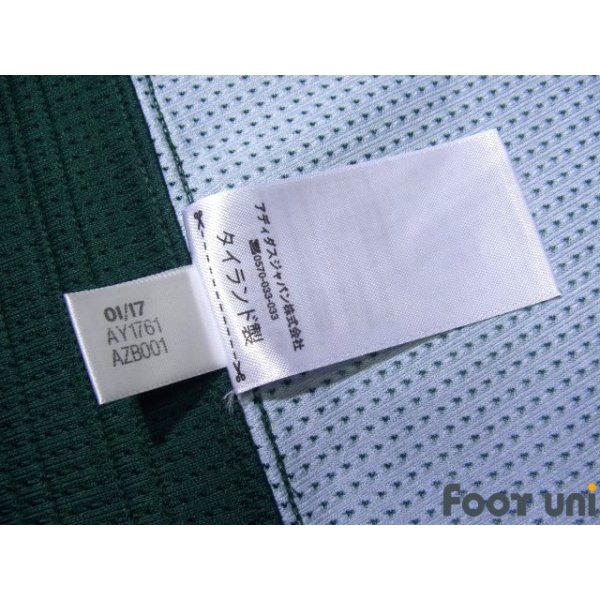 01/17
AY1761
AZB001
アディダスジャパン株式会社
☎0570-033-033
タイランド製
Foot uni